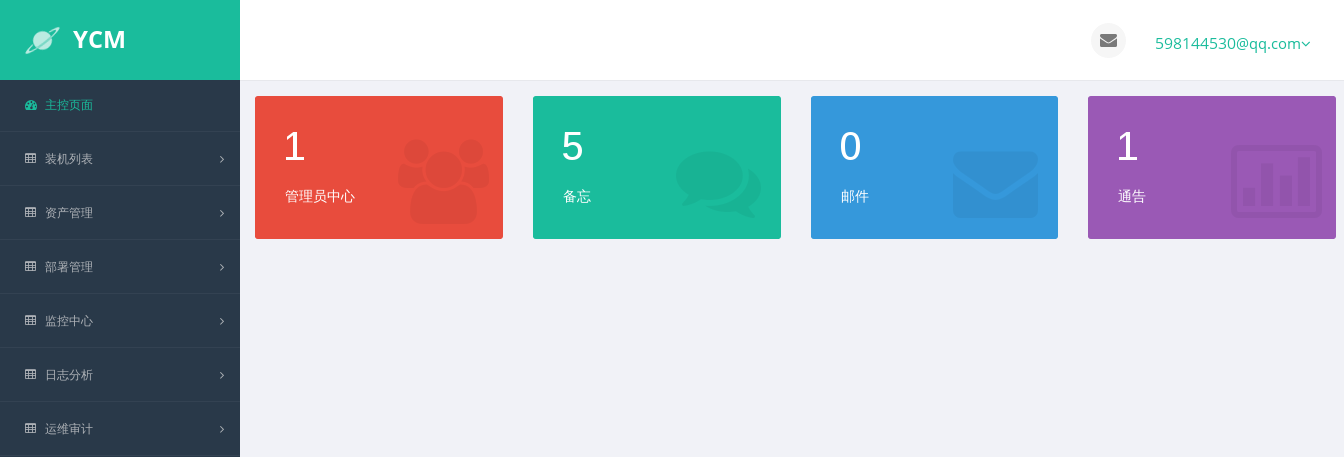 YCM
598144530@qq.com
主控页面
装机列表
资产管理
部署管理
监控中心
日志分析
运维审计
1
管理员中心
5
备忘
0
邮件
1
通告